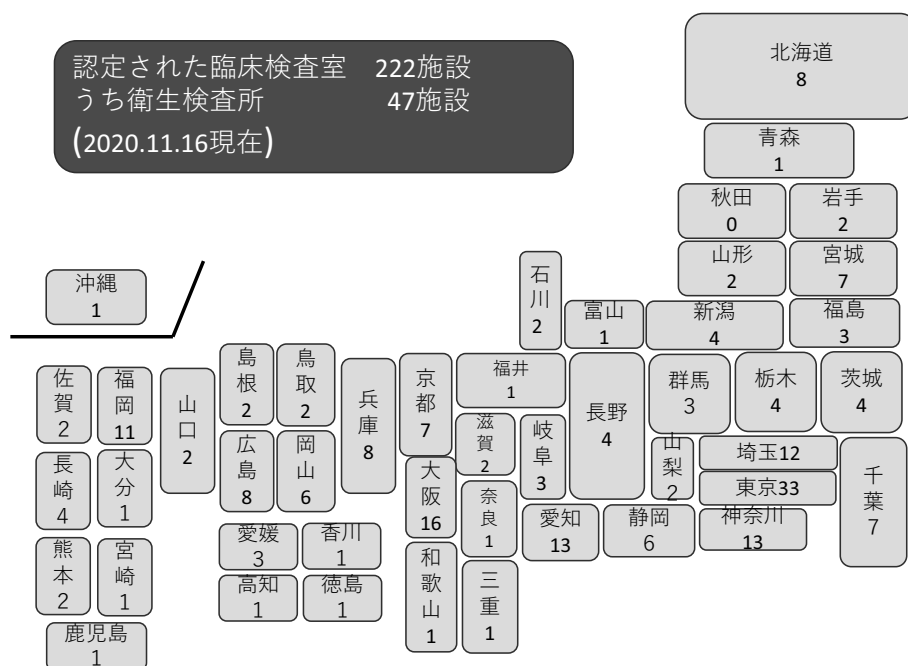 認定された臨床検査室 222施設
うち衛生検査所 47施設
(2020.11.16現在)
北海道
8
青森
1
秋田
0
岩手
2
山形
2
宮城
7
沖縄
1
石川
2
富山
1
新潟
4
福島
3
佐賀
2
福岡
11
山口
2
島根
2
鳥取
2
兵庫
8
京都
7
福井
1
長野
4
群馬
3
栃木
4
茨城
4
長崎
4
大分
1
広島
8
岡山
6
大阪
16
滋賀
2
岐阜
3
山梨
2
埼玉12
東京33
千葉
7
熊本
2
宮崎
1
愛媛
3
香川
1
奈良
1
愛知
13
静岡
6
神奈川
13
高知
1
徳島
1
和歌山
1
三重
1
鹿児島
1